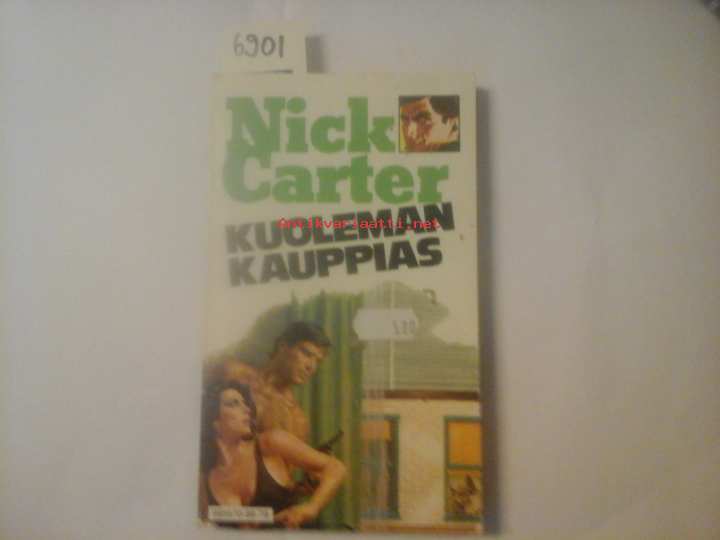 6901
Nick
Carter
Antikvariaatti.net
KUOLEMAN
KAUPPIAS